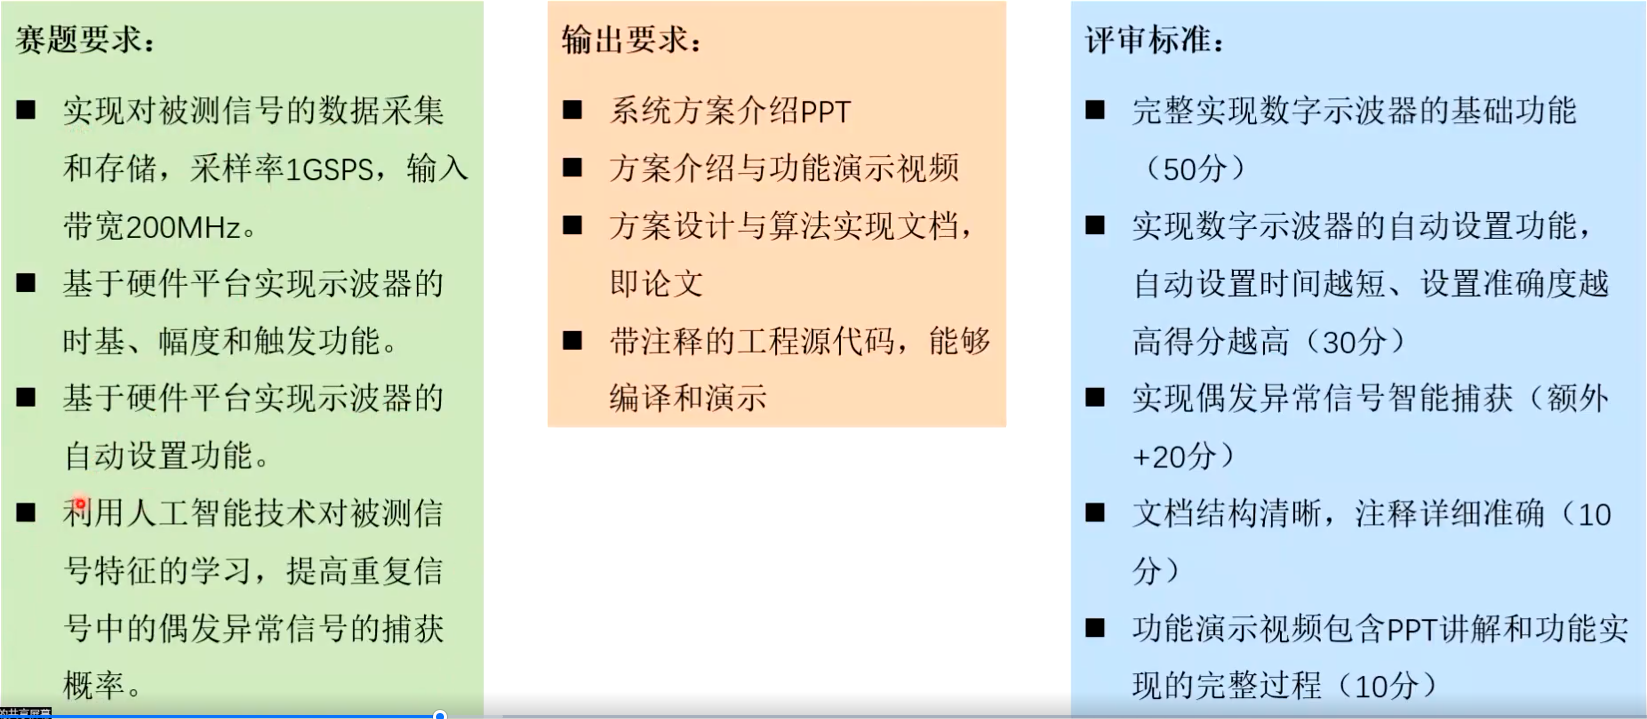 赛题要求：
■ 实现对被测信号的数据采集
和存储，采样率1GSPS，输入
带宽200MHz。
■ 基于硬件平台实现示波器的
时基、幅度和触发功能。
■ 基于硬件平台实现示波器的
自动设置功能。
■ 利用人工智能技术对被测信
号特征的学习，提高重复信
号中的偶发异常信号的捕获
概率。
输出要求：
■ 系统方案介绍PPT
■ 方案介绍与功能演示视频
■ 方案设计与算法实现文档，
即论文
■ 带注释的工程源代码，能够
编译和演示
评审标准：
■ 完整实现数字示波器的基础功能
（50分）
■ 实现数字示波器的自动设置功能，
自动设置时间越短、设置准确度越
高得分越高（30分）
■ 实现偶发异常信号智能捕获（额外
+20分）
■ 文档结构清晰，注释详细准确（10
分）
■ 功能演示视频包含PPT讲解和功能实
现的完整过程（10分）
的共享屏幕